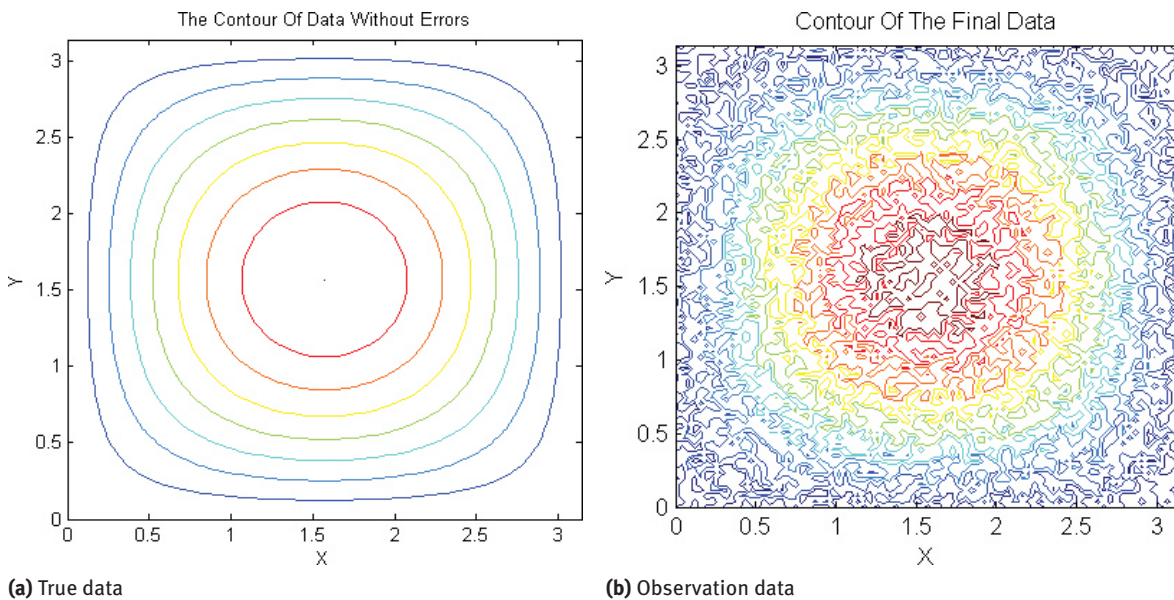 The Contour Of Data Without Errors
3
2.5
2
1.5
1
0.5
0
0 0.5 1 1.5 2 2.5 3
Y
X
(a) True data
Contour Of The Final Data
3
2.5
2
1.5
1
0.5
0
0 0.5 1 1.5 2 2.5 3
Y
X
(b) Observation data